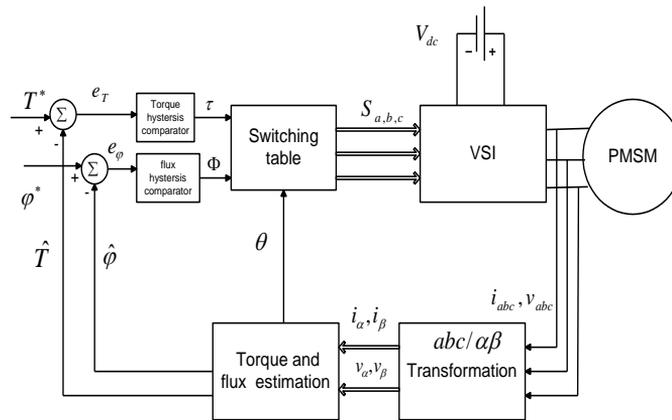 V_dc
−
+
T*
+
-
Σ
e_T
Torque
hystersis
comparator
τ
Switching
table
S_a,b,c
VSI
PMSM
φ*
+
-
Σ
e_φ
flux
hystersis
comparator
Φ
T̂
φ̂
θ
i_abc, v_abc
i_α, i_β
v_α, v_β
Torque and
flux estimation
abc/αβ
Transformation